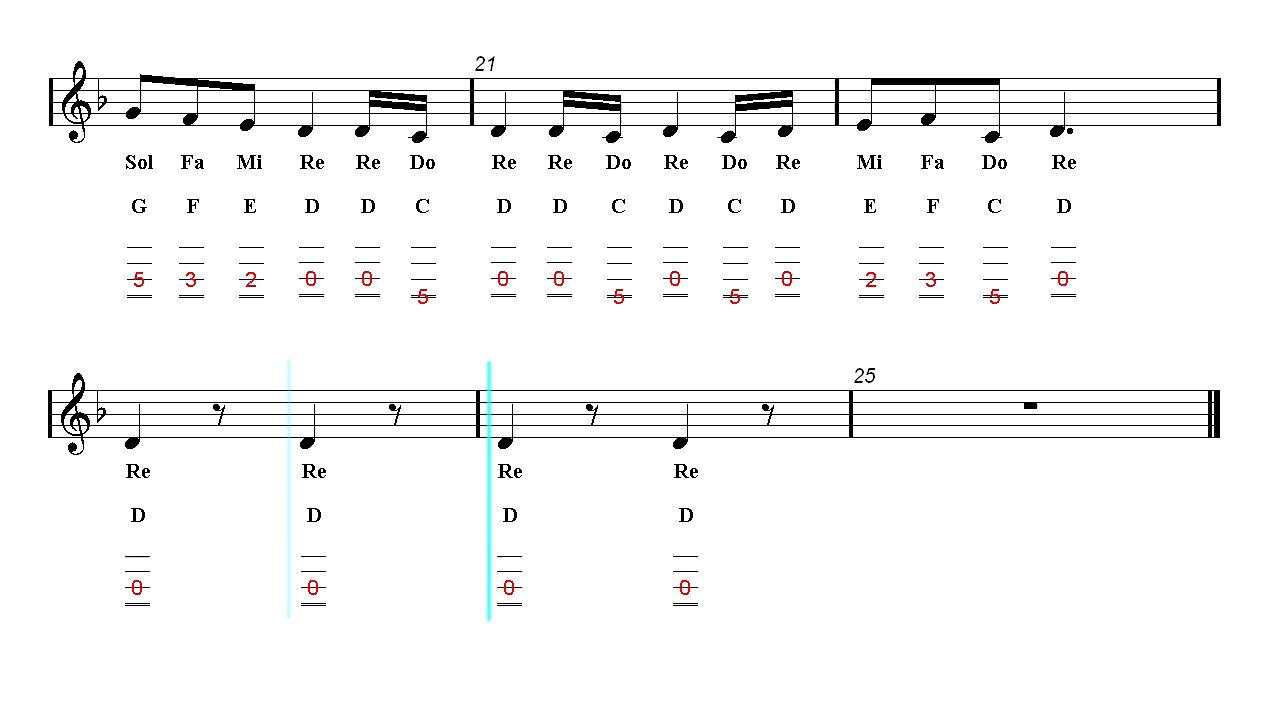 21
Sol Fa Mi Re Re Do Re Re Do Re Do Re Mi Fa Do Re
G F E D D C D D C D C D E F C D
5 3 2 0 0 5 0 0 5 0 5 0 2 3 5 0
25
Re Re Re Re
D D D D
0 0 0 0